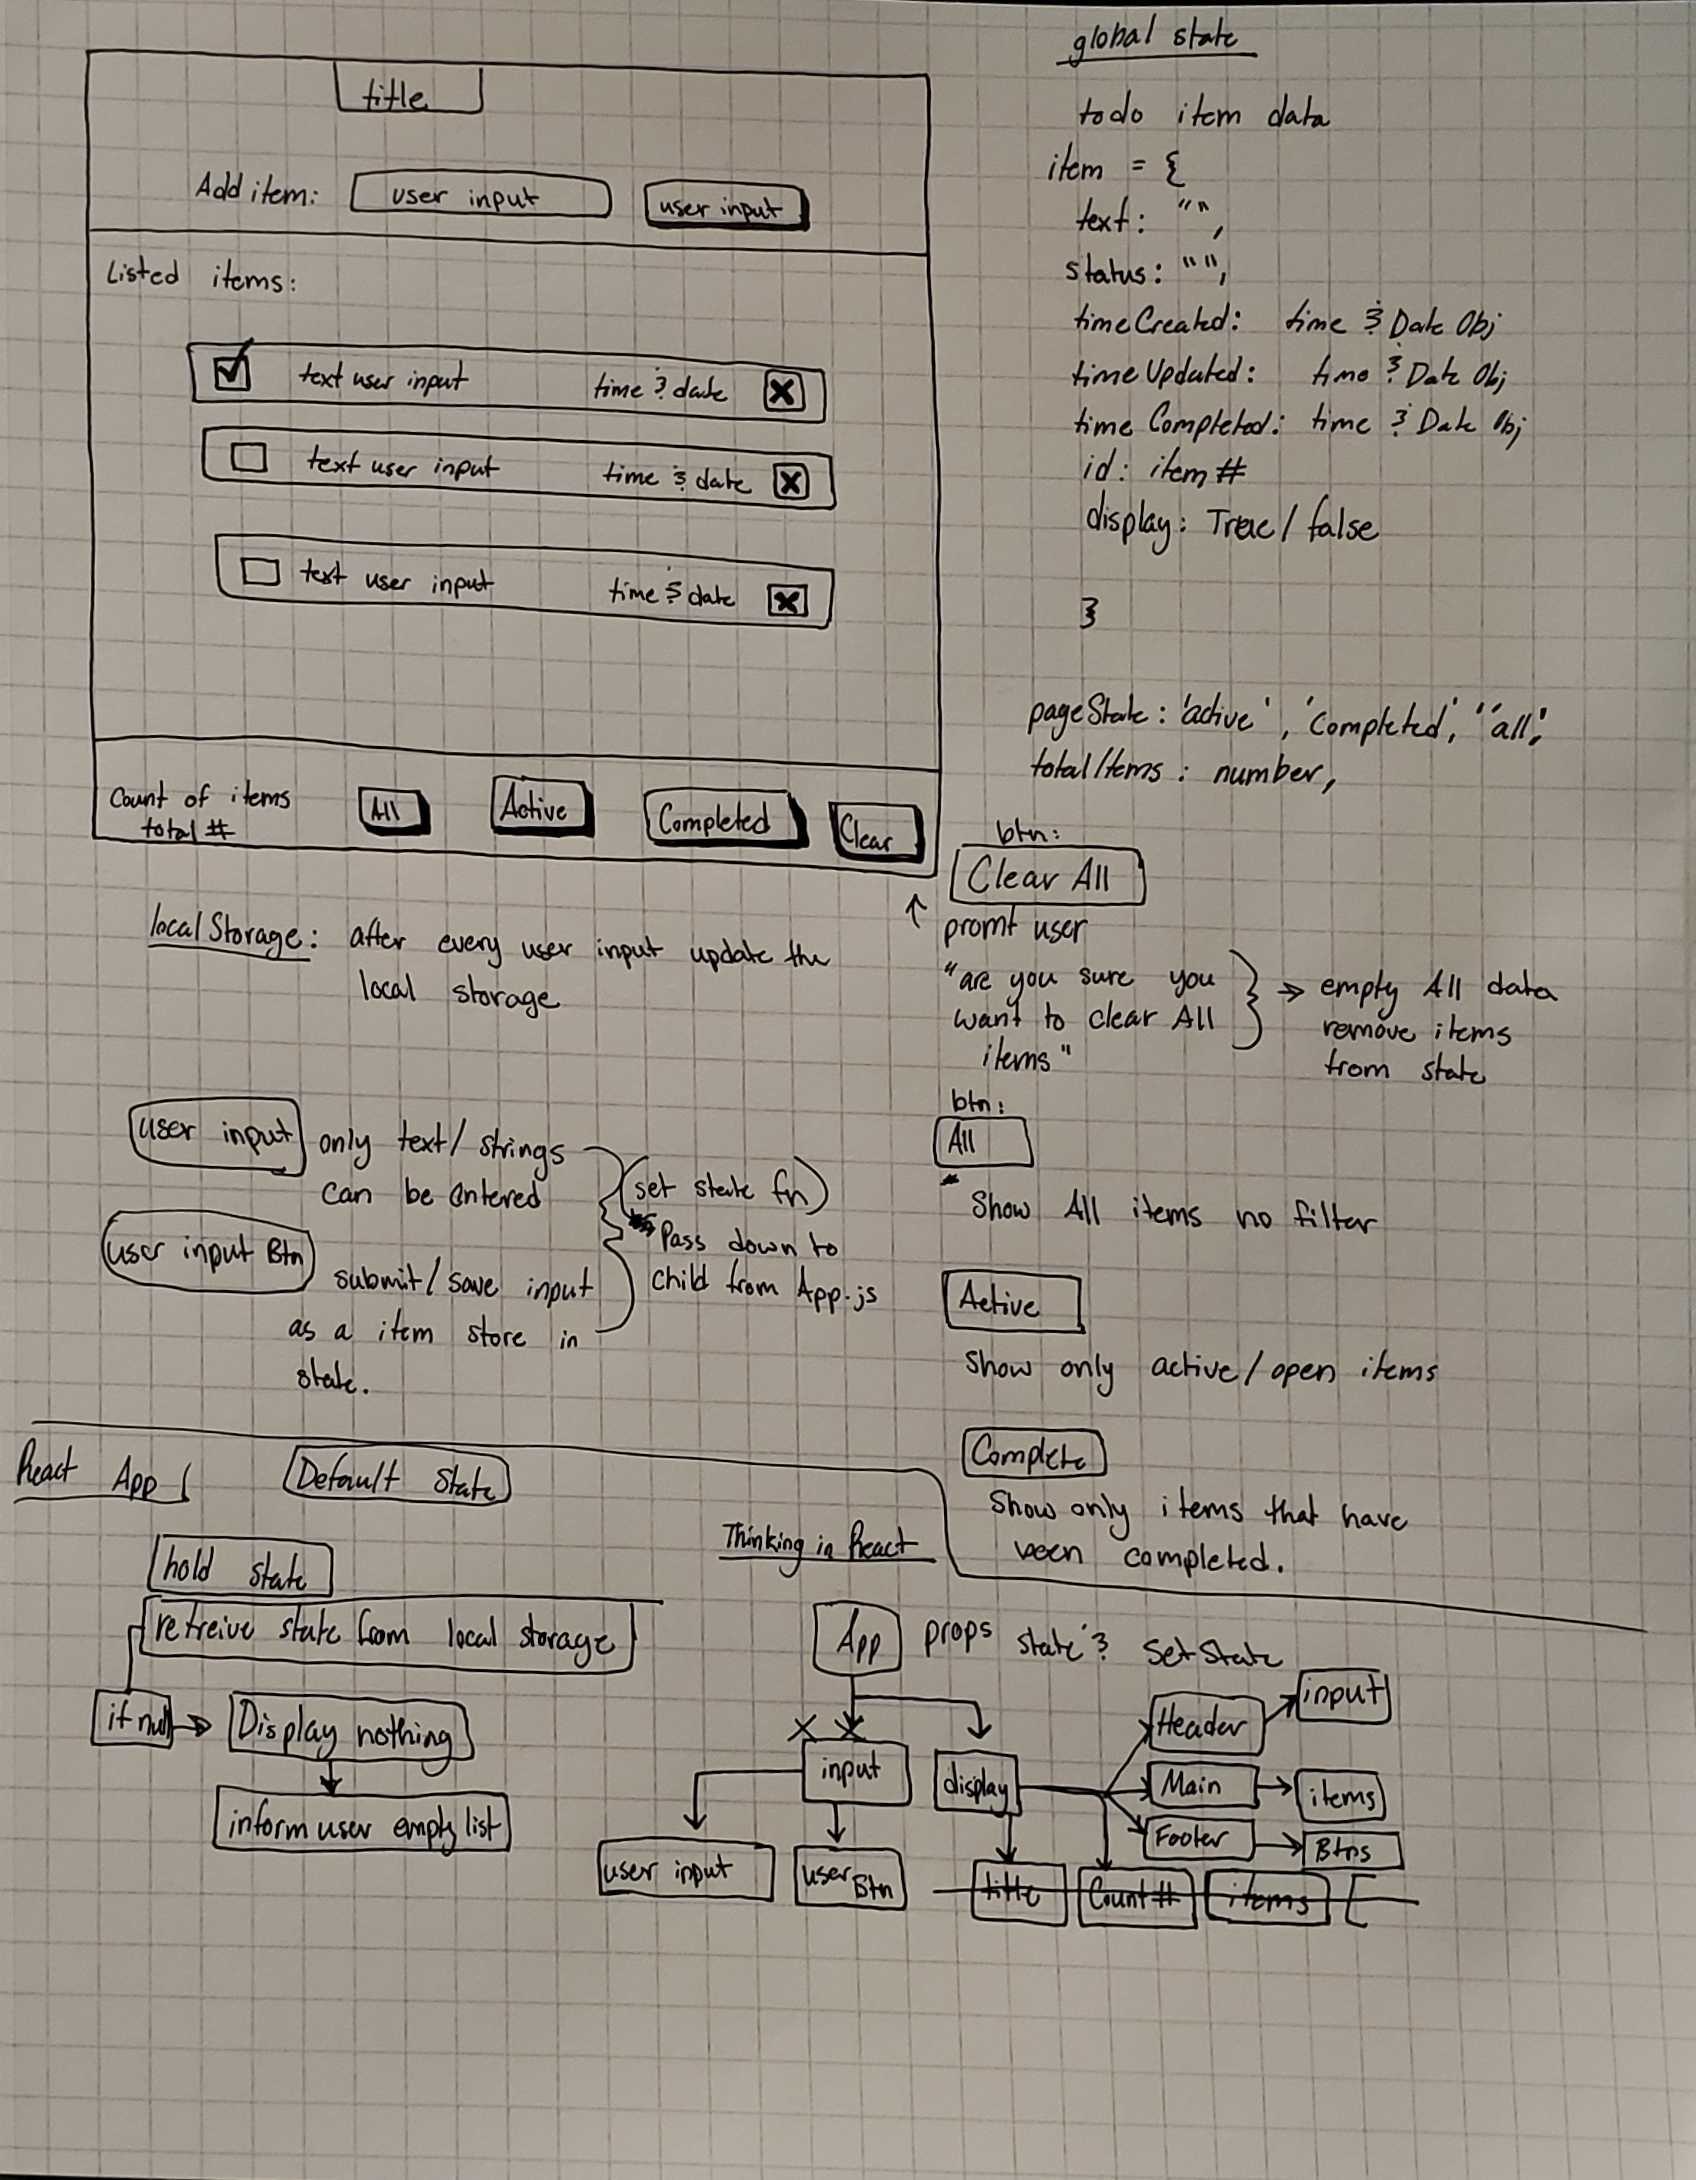 title
Add item: user input user input
Listed items:
text user input time & date
text user input time & date
text user input time & date
Count of items
total #
All Active Completed Clear
global state
todo item data
item = {
text: "",
status: "",
timeCreated: time & Date Obj
timeUpdated: time & Date Obj
time Completed: time & Date Obj
id: item #
display: True / false
}
pageState: 'active', 'Completed', 'all',
totalItems: number,
btn:
Clear All
promt user
"are you sure you
want to clear All
items"
empty All data
remove items
from state
localStorage: after every user input update the
local storage
user input only text/ strings
can be entered
user input Btn submit/save input
as a item store in
state.
(set state fn)
Pass down to
child from App.js
btn:
All
Show All items no filter
Active
Show only active/open items
Complete
Show only items that have
been completed.
React App
Default State
hold state
retreive state from local storage
if null
Display nothing
inform user empty list
Thinking in React
App props state & SetState
input display
user input user Btn
Header input
Main items
Footer Btns
title Count # items